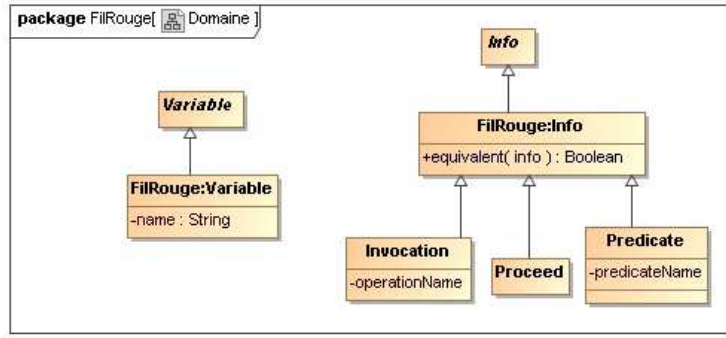 package FilRouge[ Domaine ]
Info
Variable
FilRouge:Info
+equivalent( info ) : Boolean
FilRouge:Variable
-name : String
Invocation
-operationName
Proceed
Predicate
-predicateName